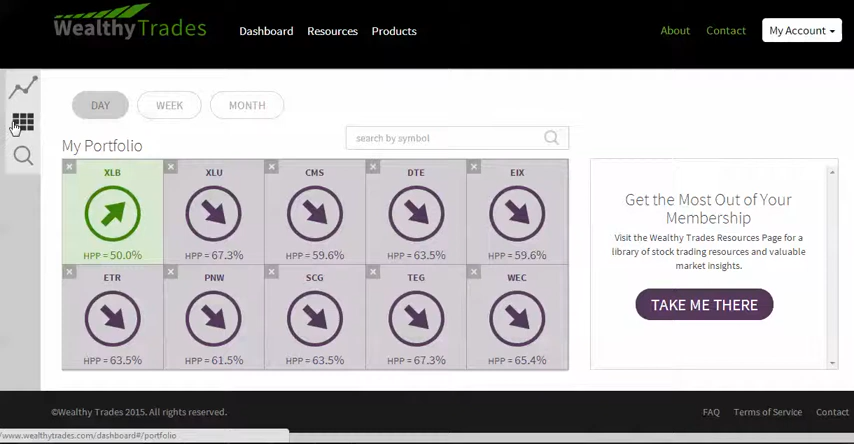 WealthyTrades
Dashboard Resources Products
About Contact My Account
DAY WEEK MONTH
search by symbol
My Portfolio
XLB XLU CMS DTE EIX
HPP = 50.0% HPP = 67.3% HPP = 59.6% HPP = 63.5% HPP = 59.6%
ETR PNW SCG TEG WEC
HPP = 63.5% HPP = 61.5% HPP = 63.5% HPP = 67.3% HPP = 65.4%
Get the Most Out of Your
Membership
Visit the Wealthy Trades Resources Page for a
library of stock trading resources and valuable
market insights.
TAKE ME THERE
©Wealthy Trades 2015. All rights reserved.
FAQ Terms of Service Contact
/www.wealthytrades.com/dashboard#/portfolio